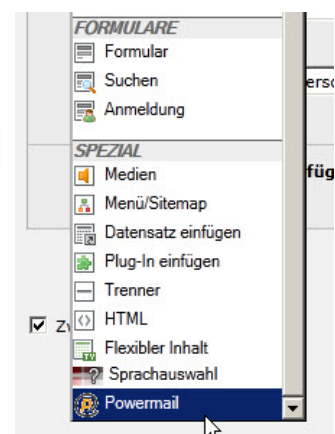 FORMULARE
Formular
Suchen
Anmeldung
SPEZIAL
Medien
Menü/Sitemap
Datensatz einfügen
Plug-In einfügen
Trenner
HTML
Flexibler Inhalt
Sprachauswahl
Powermail